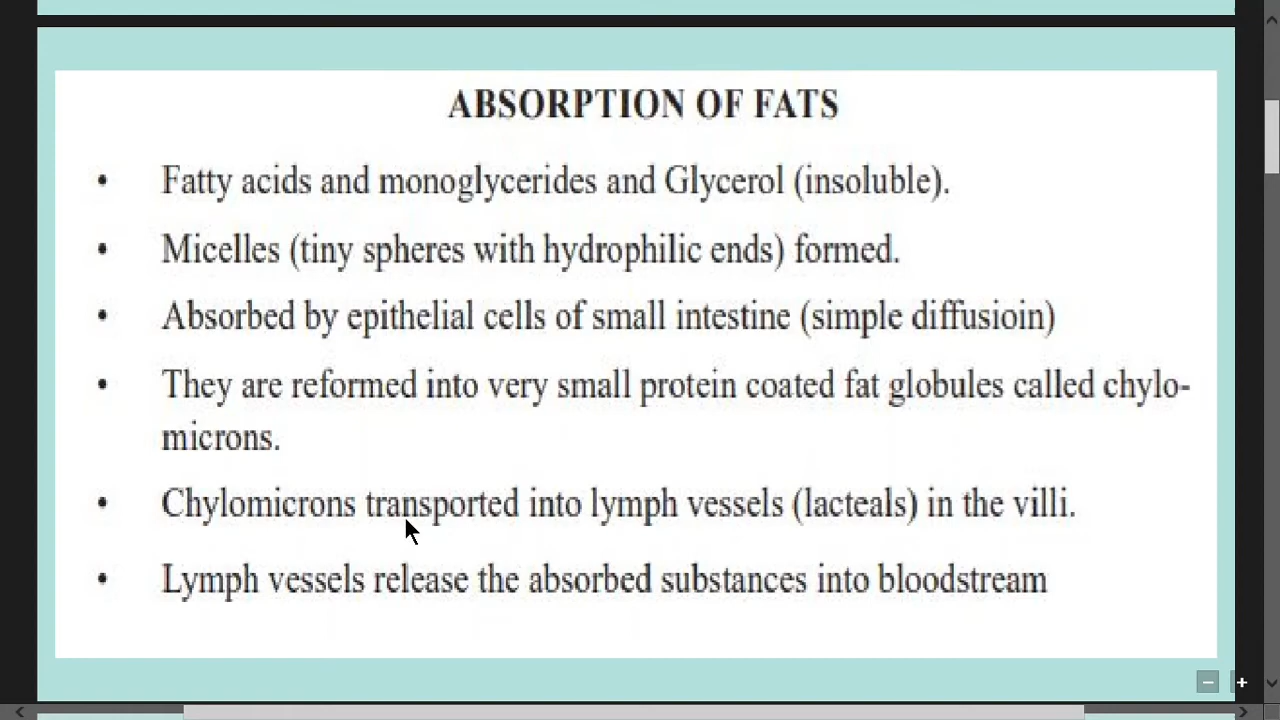 ABSORPTION OF FATS
• Fatty acids and monoglycerides and Glycerol (insoluble).
• Micelles (tiny spheres with hydrophilic ends) formed.
• Absorbed by epithelial cells of small intestine (simple diffusioin)
• They are reformed into very small protein coated fat globules called chylo-
microns.
• Chylomicrons transported into lymph vessels (lacteals) in the villi.
• Lymph vessels release the absorbed substances into bloodstream